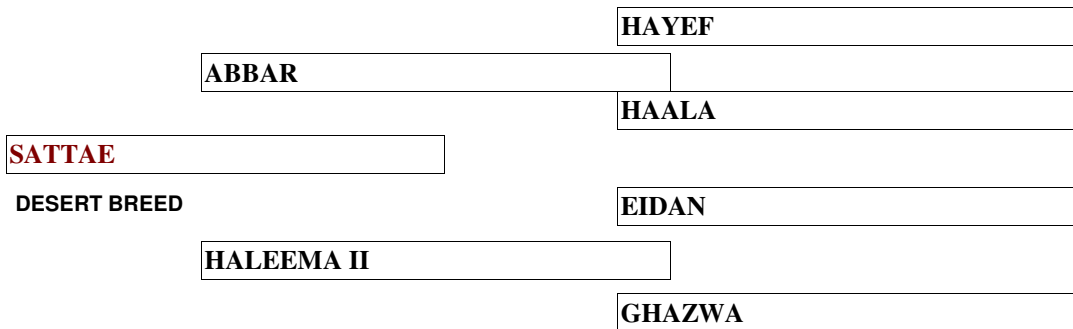 HAYEF
ABBAR
HAALA
SATTAE
DESERT BREED
EIDAN
HALEEMA II
GHAZWA